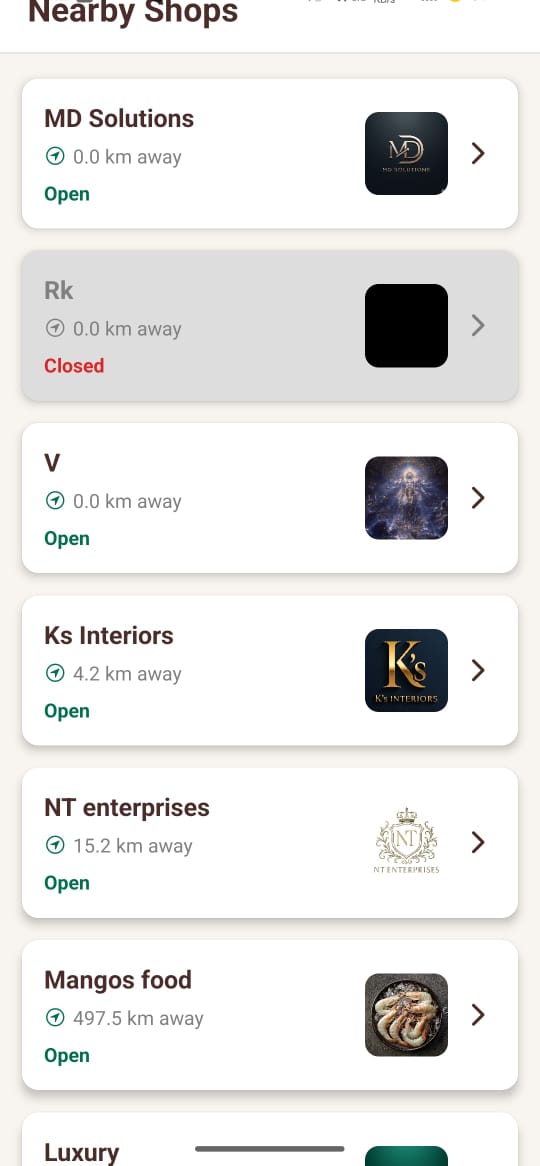 Nearby Shops
MD Solutions
0.0 km away
Open
MD
MD SOLUTIONS
Rk
0.0 km away
Closed
V
0.0 km away
Open
Ks Interiors
4.2 km away
Open
K's
K's INTERIORS
NT enterprises
15.2 km away
Open
NT
NT ENTERPRISES
Mangos food
497.5 km away
Open
Luxury